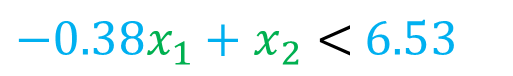 −0.38x₁ + x₂ < 6.53